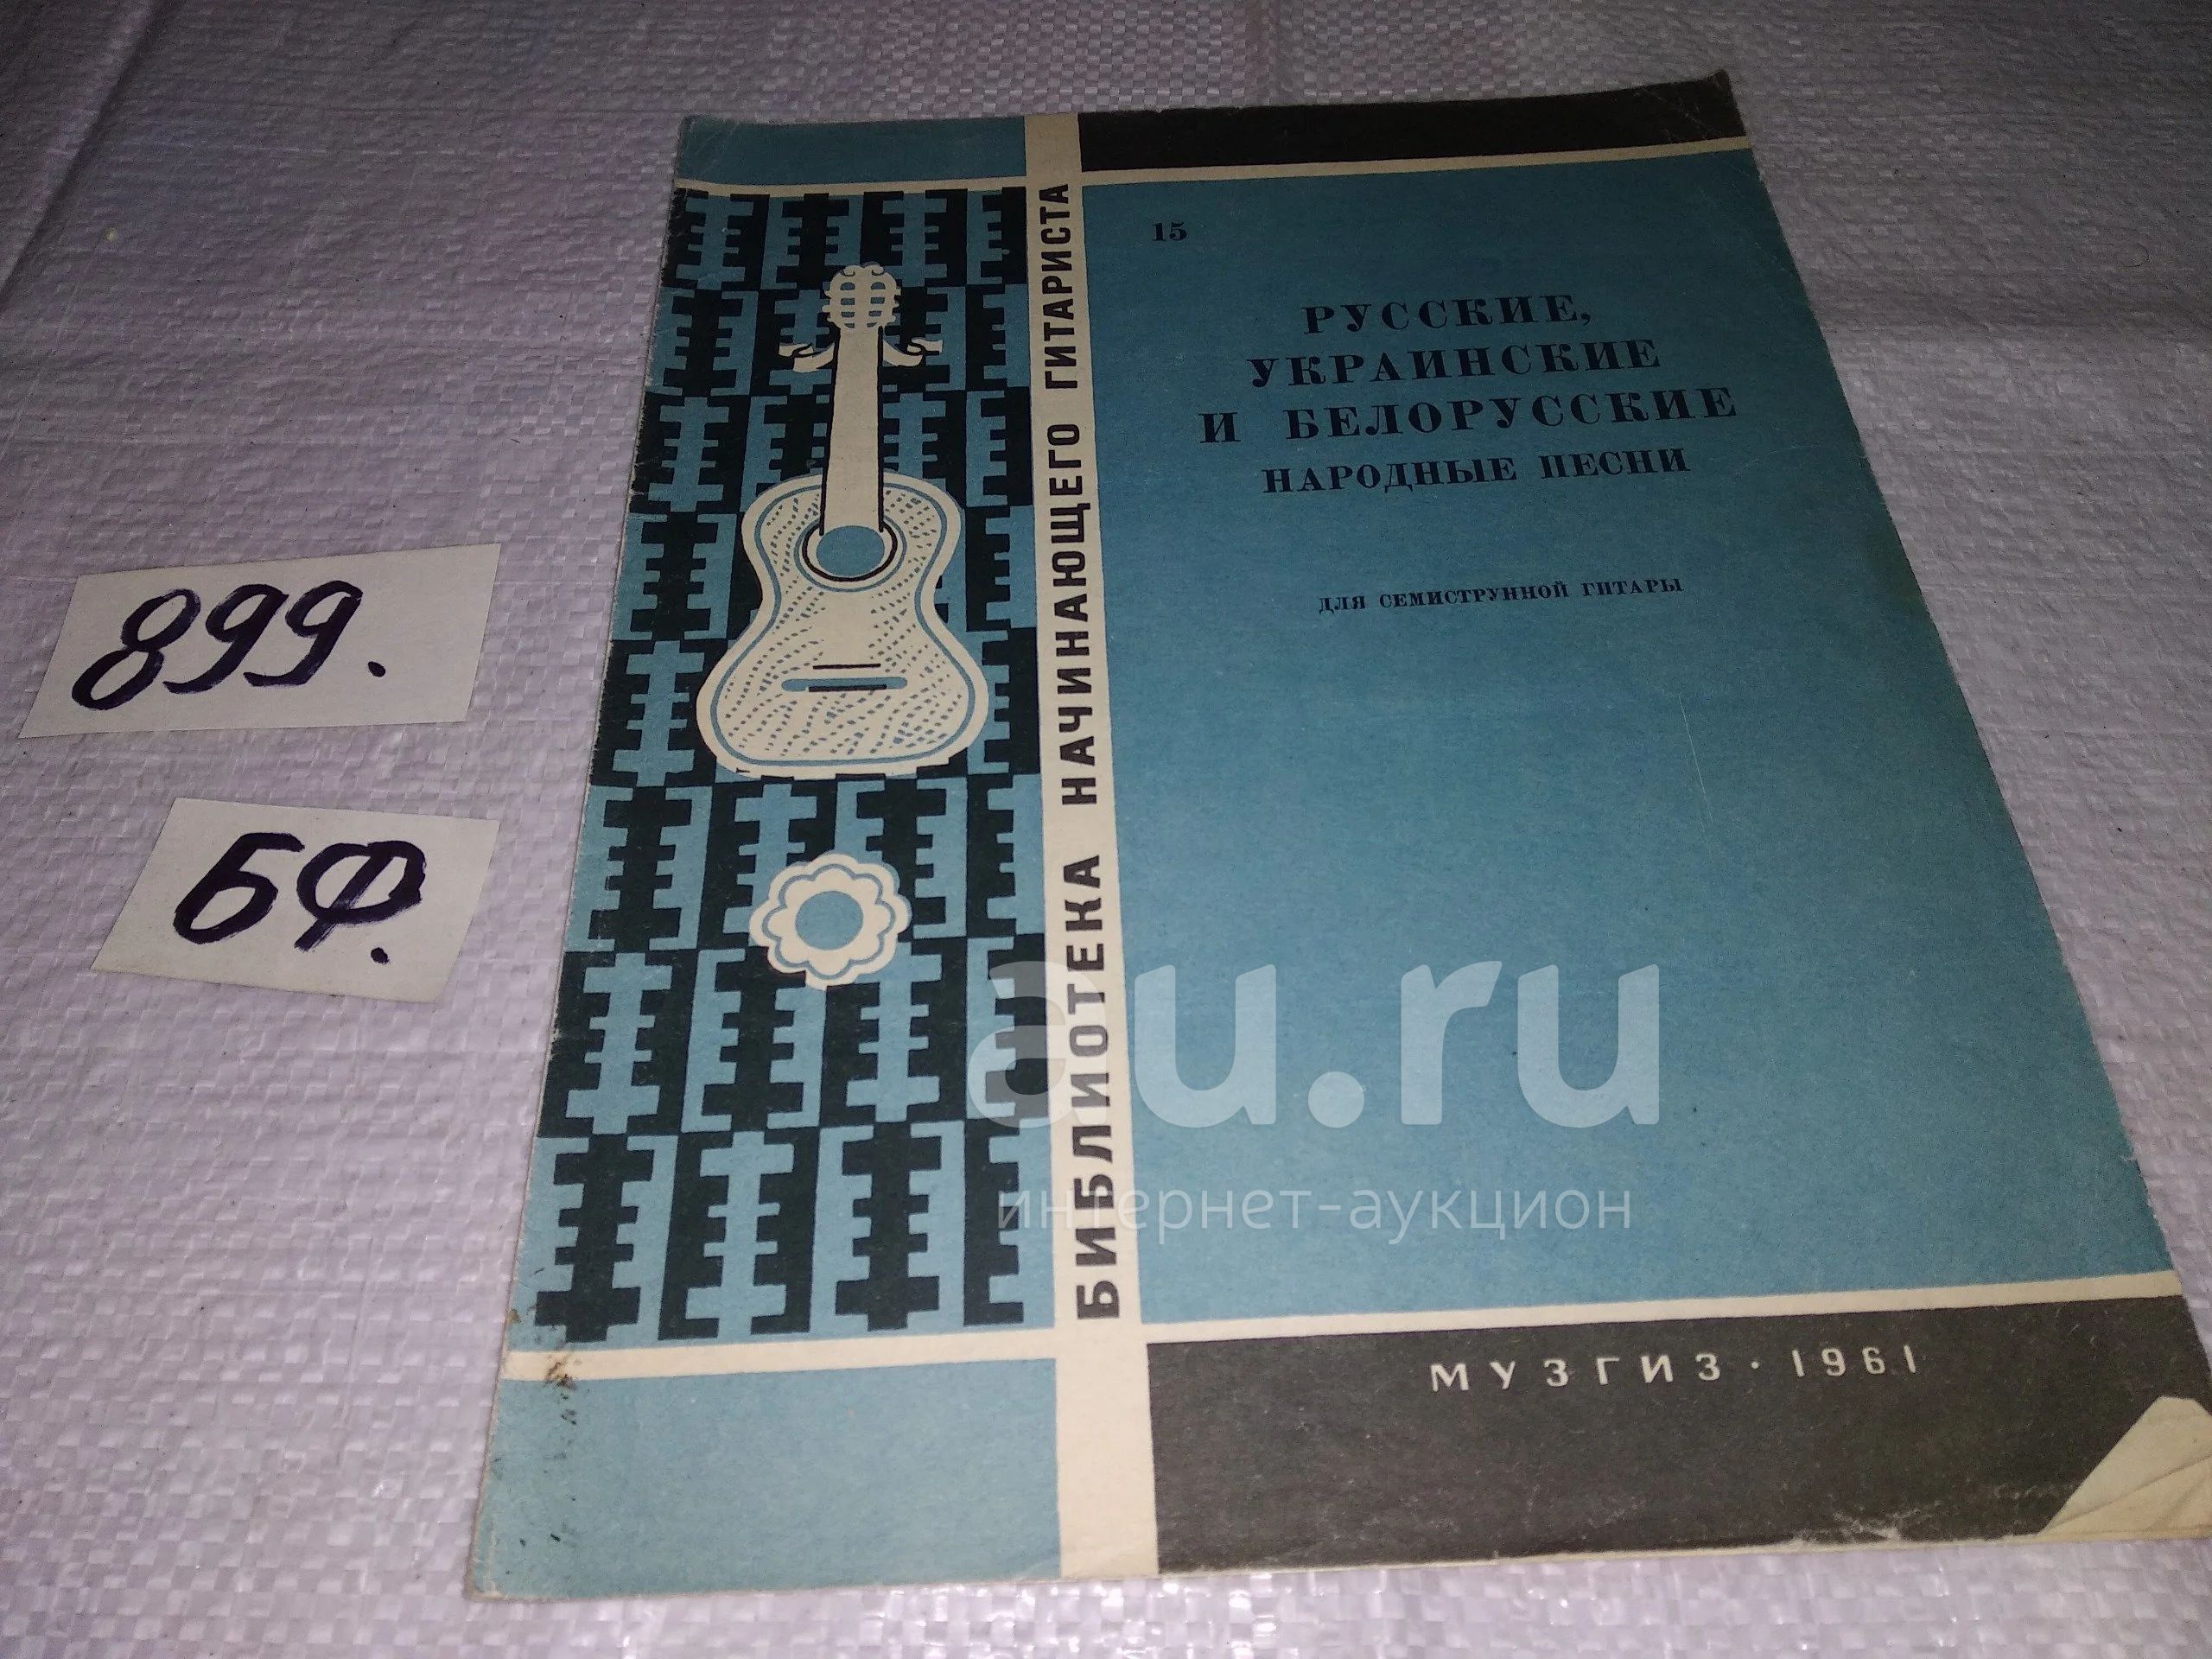 899.
БФ.
БИБЛИОТЕКА НАЧИНАЮЩЕГО ГИТАРИСТА
15
РУССКИЕ,
УКРАИНСКИЕ
И БЕЛОРУССКИЕ
НАРОДНЫЕ ПЕСНИ
ДЛЯ СЕМИСТРУННОЙ ГИТАРЫ
au.ru
интернет-аукцион
МУЗГИЗ · 1961